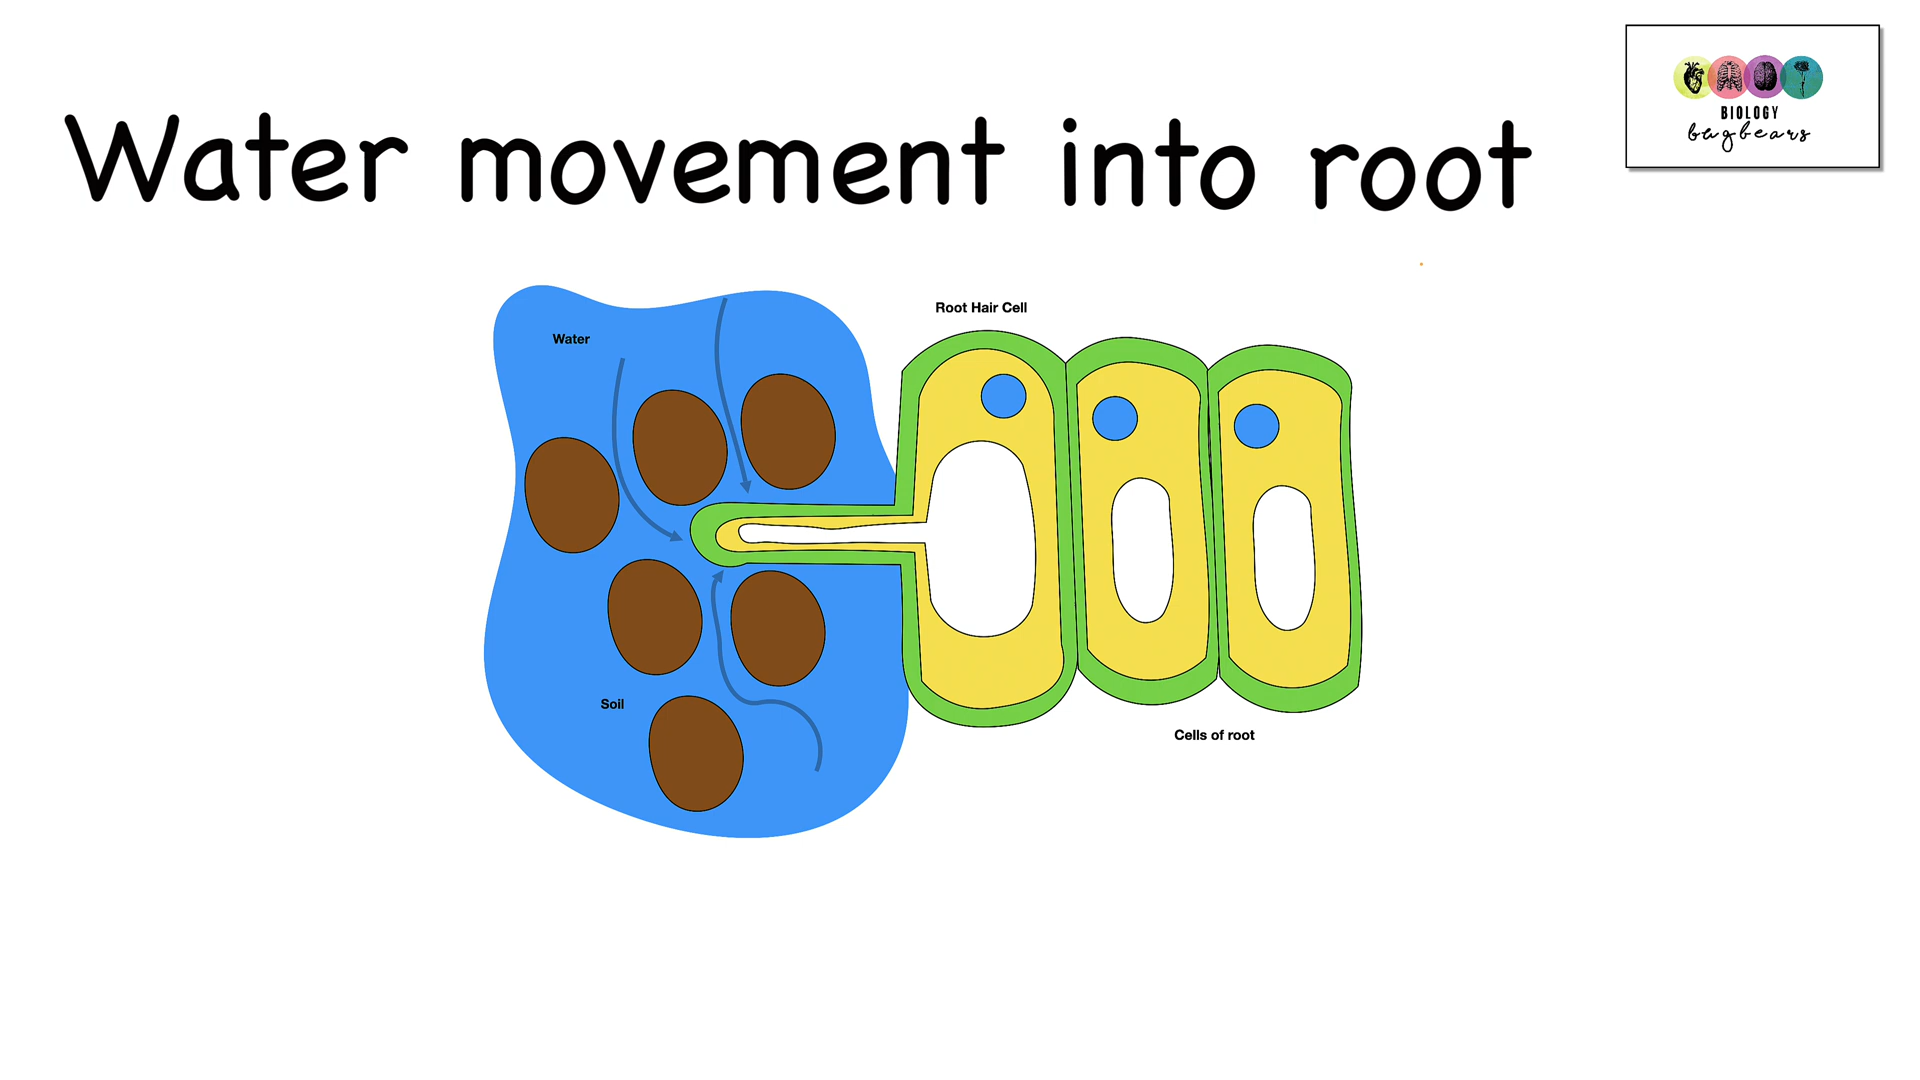 Water movement into root
BIOLOGY
bugbears
Root Hair Cell
Water
Soil
Cells of root